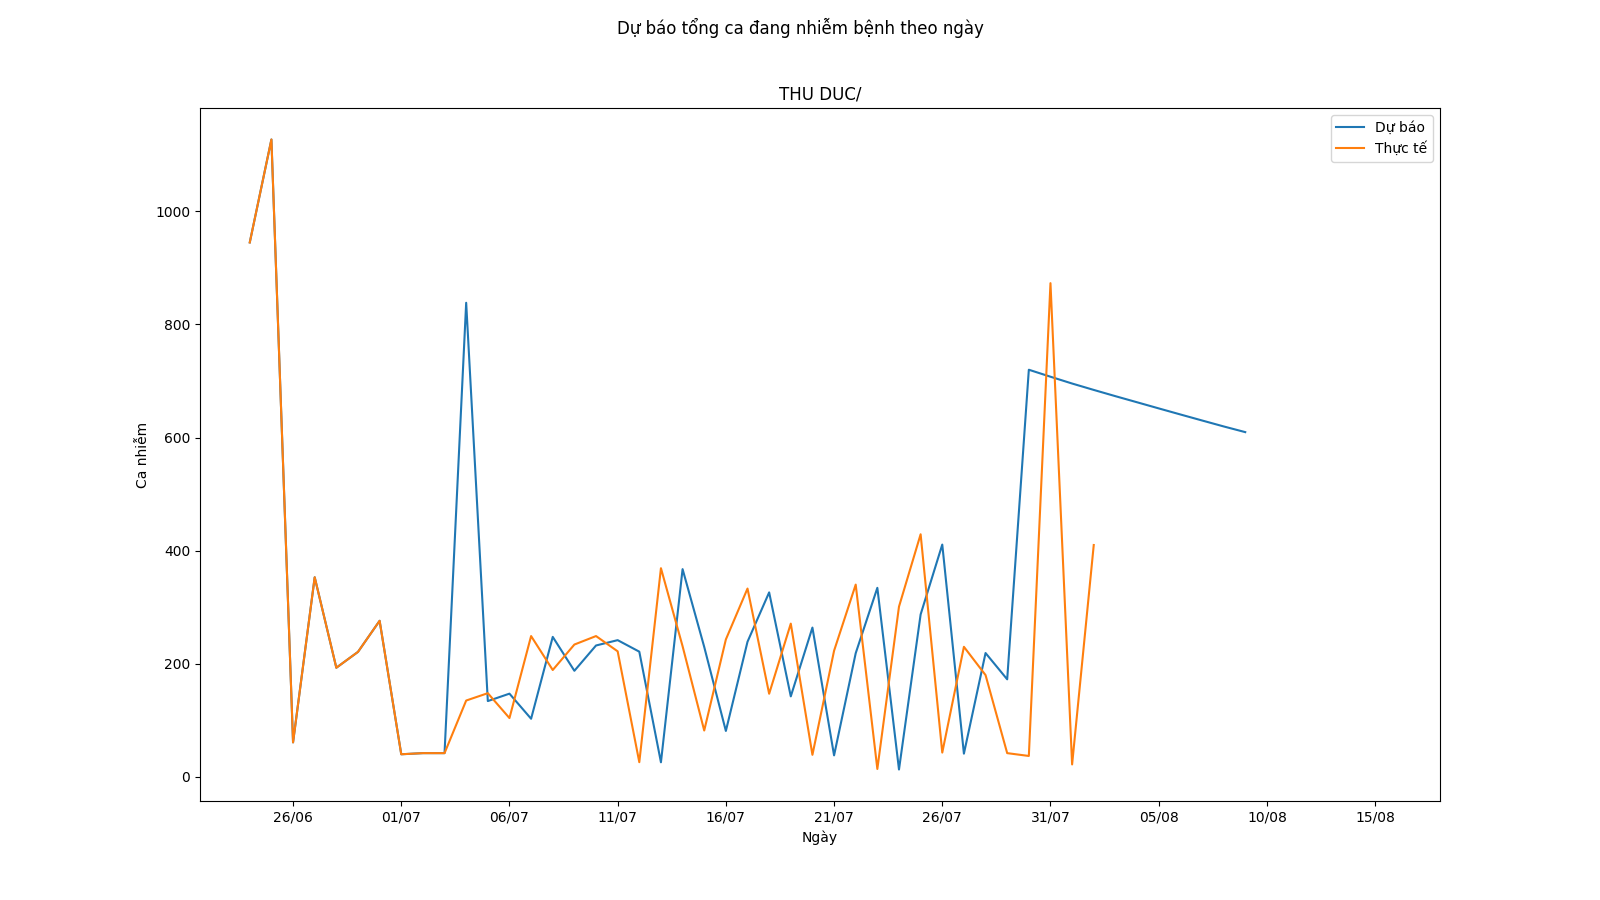 Dự báo tổng ca đang nhiễm bệnh theo ngày
THU DUC/
Dự báo
Thực tế
1000
800
600
400
200
0
Ca nhiễm
26/06 01/07 06/07 11/07 16/07 21/07 26/07 31/07 05/08 10/08 15/08
Ngày